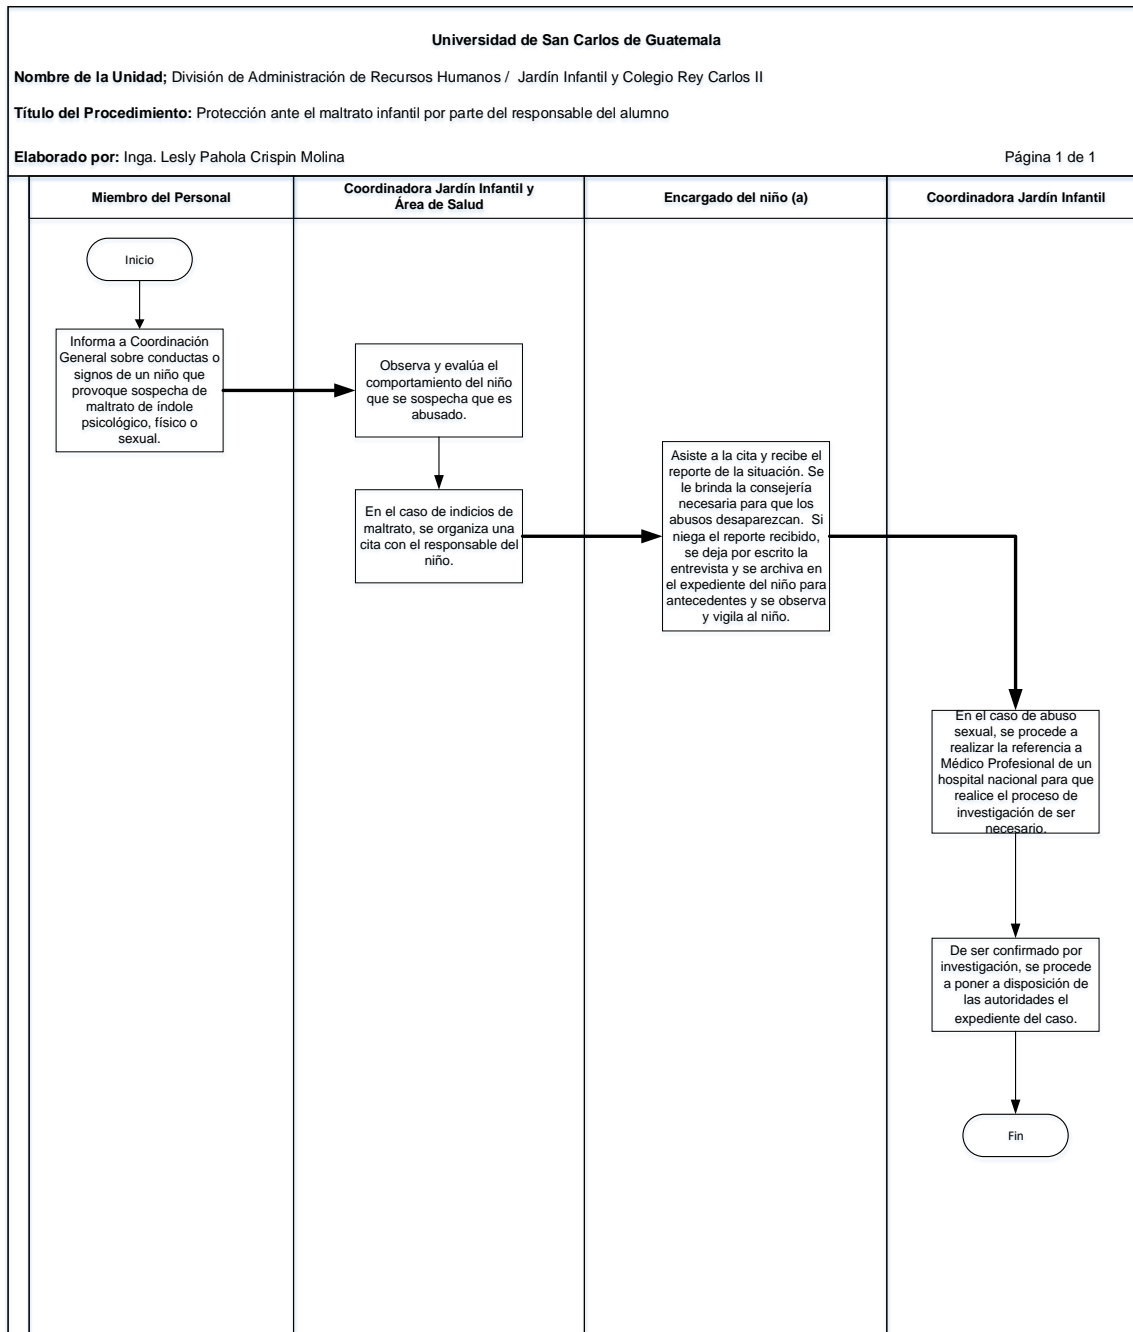 Universidad de San Carlos de Guatemala
Nombre de la Unidad; División de Administración de Recursos Humanos / Jardín Infantil y Colegio Rey Carlos II
Título del Procedimiento: Protección ante el maltrato infantil por parte del responsable del alumno
Elaborado por: Inga. Lesly Pahola Crispin Molina
Página 1 de 1
Miembro del Personal
Coordinadora Jardín Infantil y
Área de Salud
Encargado del niño (a)
Coordinadora Jardín Infantil
Inicio
Informa a Coordinación
General sobre conductas o
signos de un niño que
provoque sospecha de
maltrato de índole
psicológico, físico o
sexual.
Observa y evalúa el
comportamiento del niño
que se sospecha que es
abusado.
En el caso de indicios de
maltrato, se organiza una
cita con el responsable del
niño.
Asiste a la cita y recibe el
reporte de la situación. Se
le brinda la consejería
necesaria para que los
abusos desaparezcan. Si
niega el reporte recibido,
se deja por escrito la
entrevista y se archiva en
el expediente del niño para
antecedentes y se observa
y vigila al niño.
En el caso de abuso
sexual, se procede a
realizar la referencia a
Médico Profesional de un
hospital nacional para que
realice el proceso de
investigación de ser
necesario.
De ser confirmado por
investigación, se procede
a poner a disposición de
las autoridades el
expediente del caso.
Fin